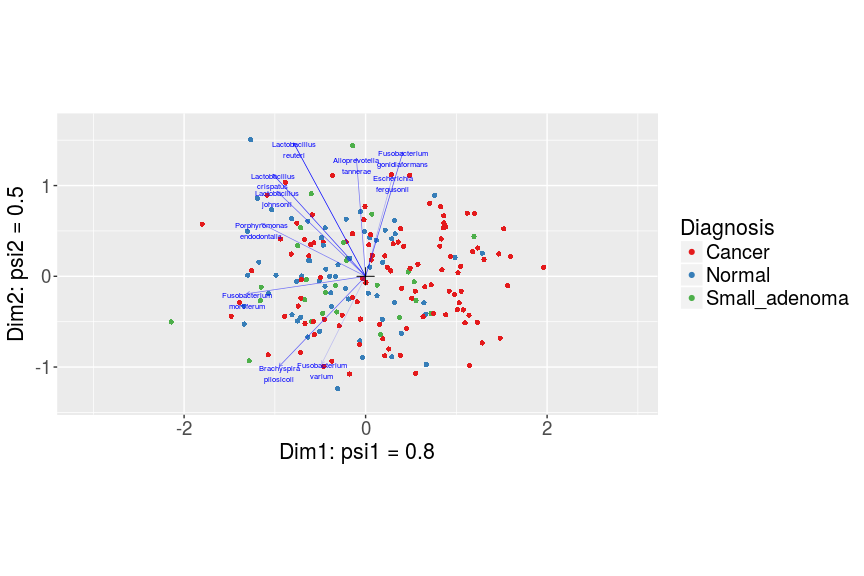 Lactobacillus
reuteri
Alloprevotella
tannerae
Fusobacterium
gonidiaformans
Lactobacillus
crispatus
Escherichia
fergusonii
Lactobacillus
johnsonii
Porphyromonas
endodontalis
Fusobacterium
mortiferum
Brachyspira
pilosicoli
Fusobacterium
varium
1
0
-1
-2
0
2
Dim1: psi1 = 0.8
Dim2: psi2 = 0.5
Diagnosis
Cancer
Normal
Small_adenoma